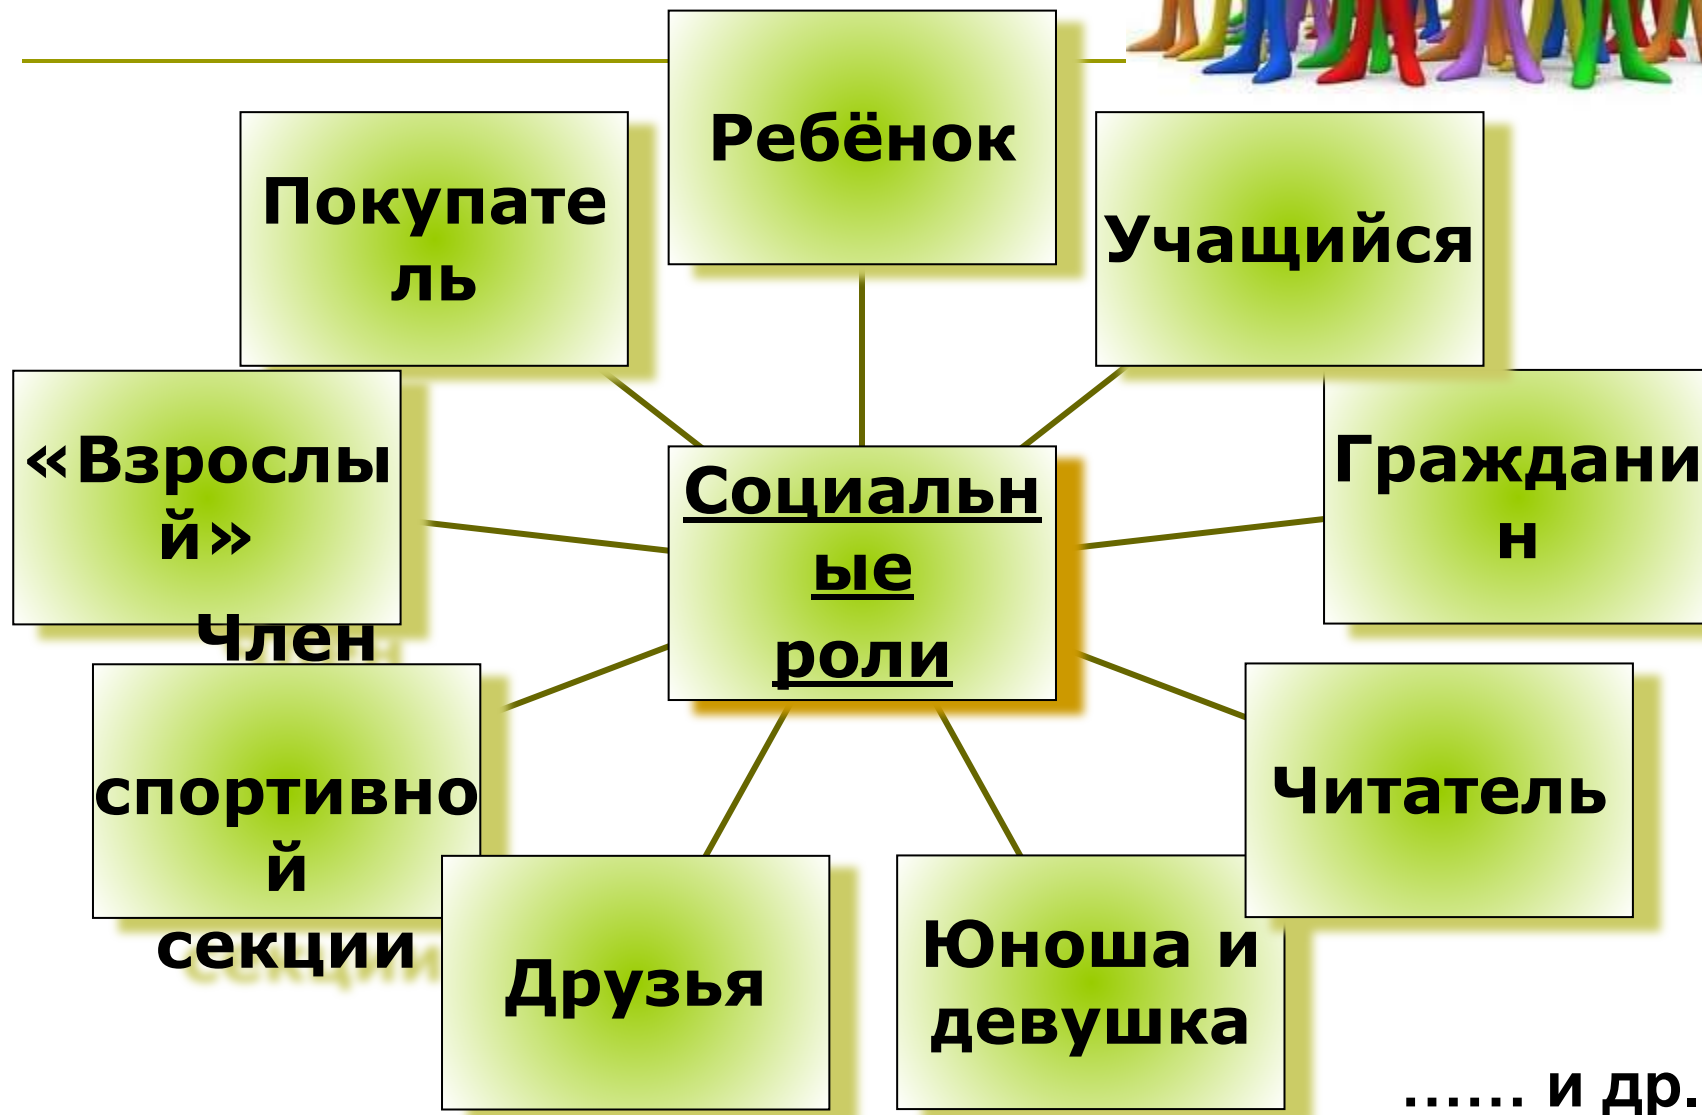 Ребёнок
Покупате
ль
Учащийся
«Взрослы
й»
Граждани
н
Социальн
ые
роли
Член
спортивно
й
секции
Читатель
Друзья
Юноша и
девушка
...... и др.